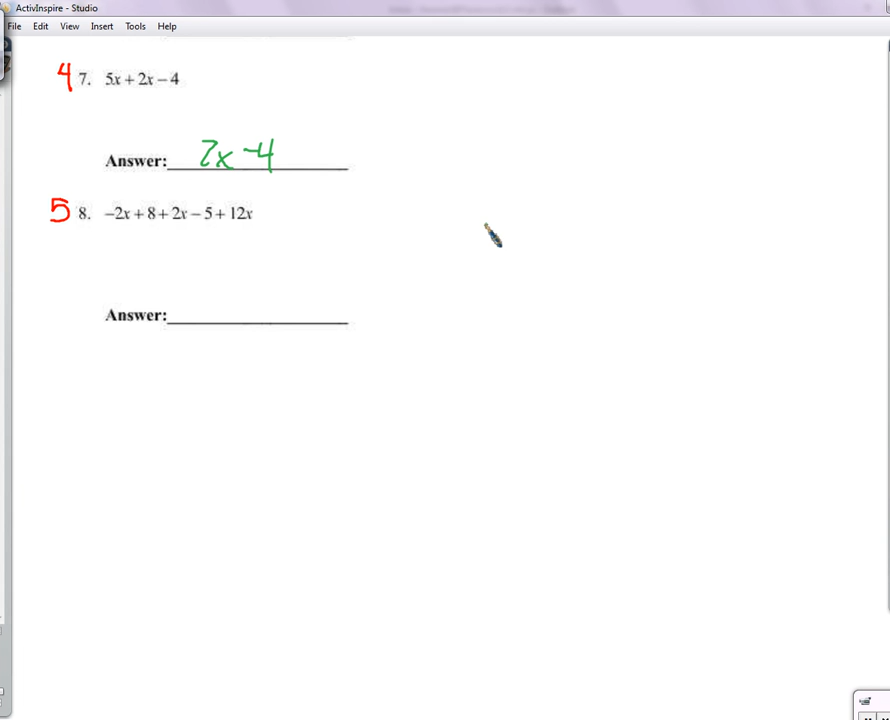 ActivInspire - Studio
File Edit View Insert Tools Help
4 7. 5x + 2x – 4
Answer: 7x -4
5 8. –2x + 8 + 2x – 5 + 12x
Answer: